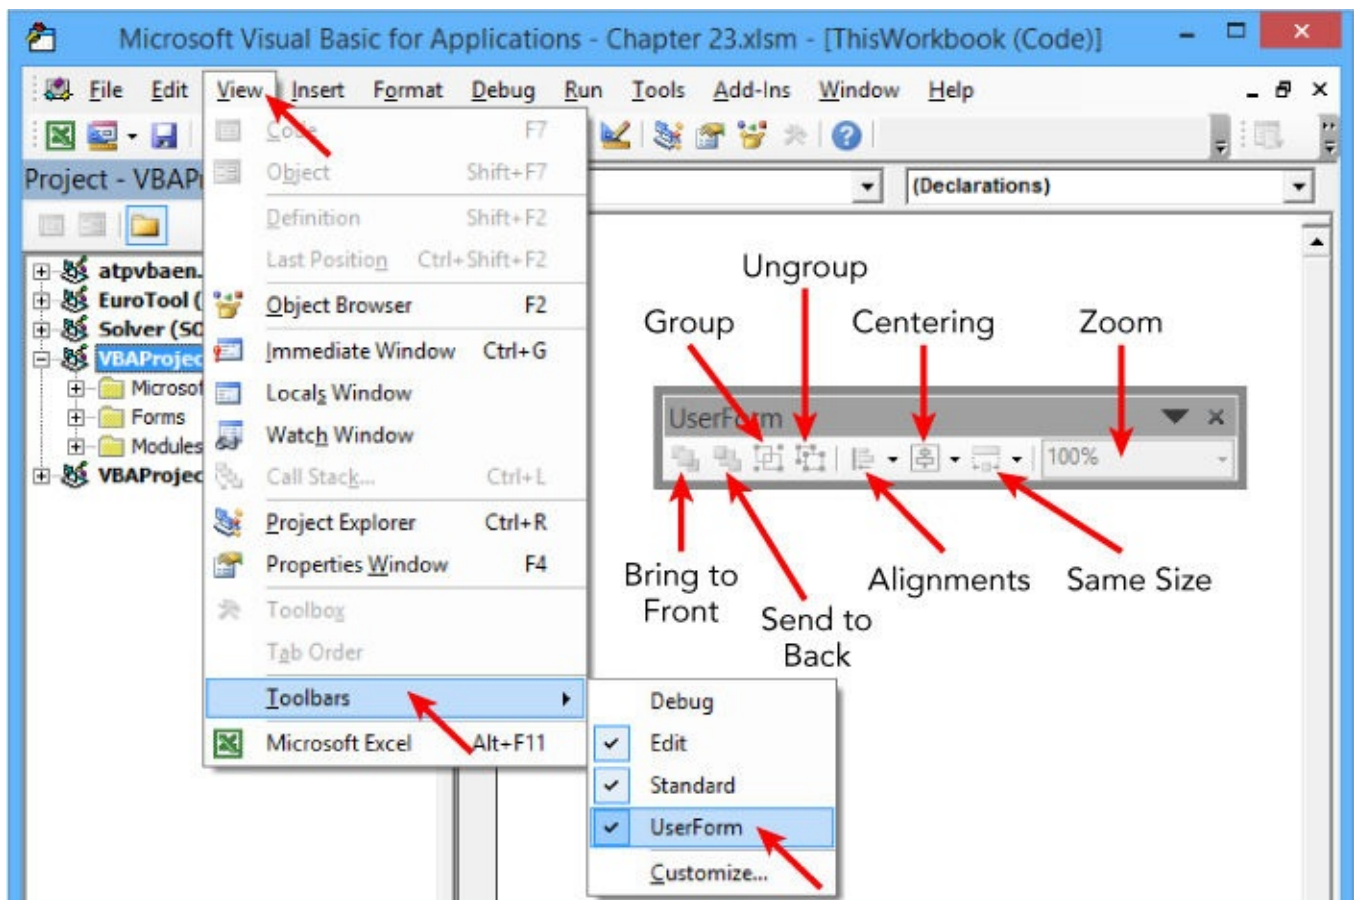 Microsoft Visual Basic for Applications - Chapter 23.xlsm - [ThisWorkbook (Code)]
File Edit View Insert Format Debug Run Tools Add-Ins Window Help
Project - VBAPr
(Declarations)
Code F7
Object Shift+F7
Definition Shift+F2
Last Position Ctrl+Shift+F2
Object Browser F2
Immediate Window Ctrl+G
Locals Window
Watch Window
Call Stack... Ctrl+L
Project Explorer Ctrl+R
Properties Window F4
Toolbox
Tab Order
Toolbars
Microsoft Excel Alt+F11
Debug
Edit
Standard
UserForm
Customize...
atpvbaen.
EuroTool (
Solver (SO
VBAProjec
Microsof
Forms
Modules
VBAProjec
Ungroup
Group Centering Zoom
UserForm
100%
Bring to
Front
Send to
Back
Alignments
Same Size